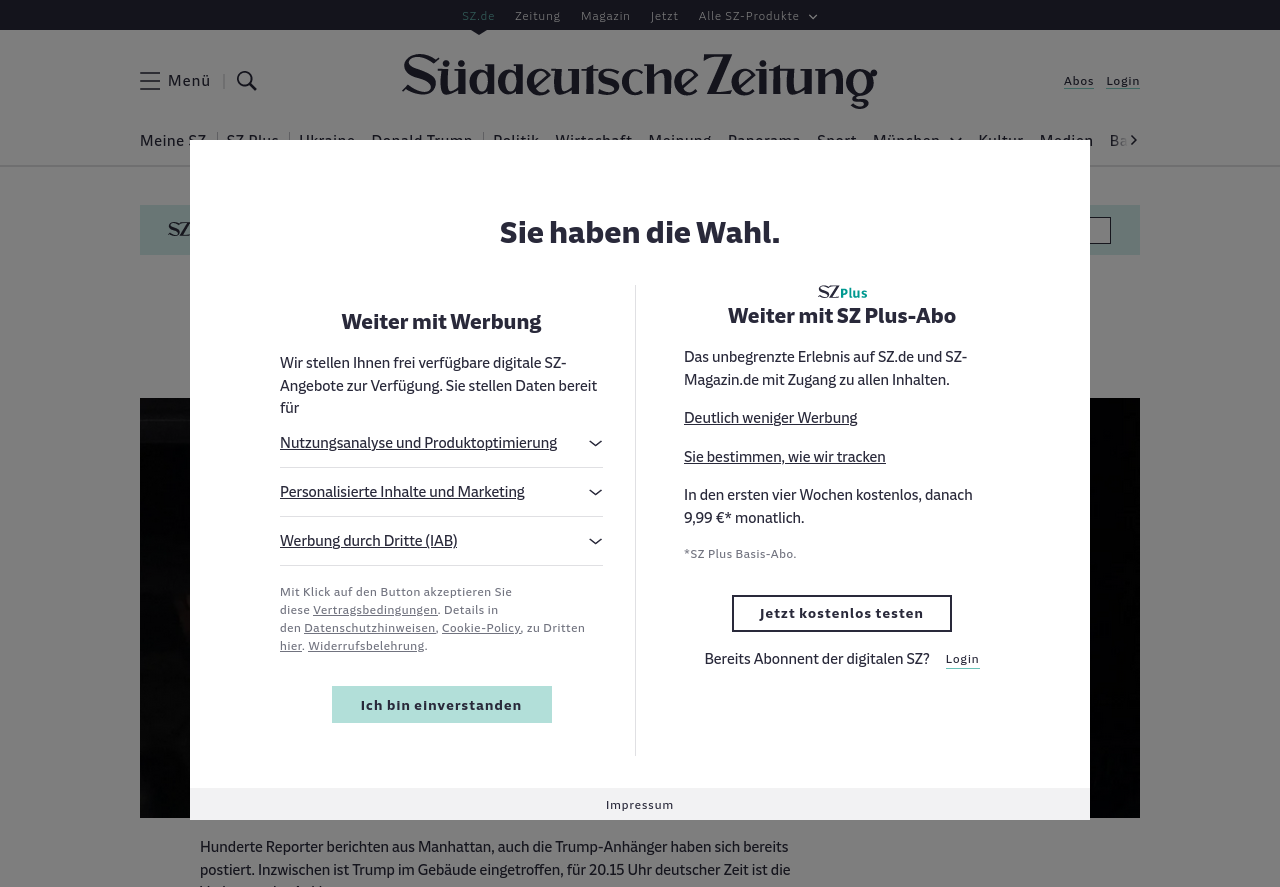 SZ.de Zeitung Magazin Jetzt Alle SZ-Produkte
Menü
Süddeutsche Zeitung
Abos Login
Meine SZ SZ Plus Ukraine Donald Trump Politik Wirtschaft Meinung Panorama Sport München Kultur Medien
SZ
Sie haben die Wahl.
Weiter mit Werbung
Wir stellen Ihnen frei verfügbare digitale SZ-
Angebote zur Verfügung. Sie stellen Daten bereit
für
Nutzungsanalyse und Produktoptimierung
Personalisierte Inhalte und Marketing
Werbung durch Dritte (IAB)
Mit Klick auf den Button akzeptieren Sie
diese Vertragsbedingungen. Details in
den Datenschutzhinweisen, Cookie-Policy, zu Dritten
hier. Widerrufsbelehrung.
Ich bin einverstanden
SZ Plus
Weiter mit SZ Plus-Abo
Das unbegrenzte Erlebnis auf SZ.de und SZ-
Magazin.de mit Zugang zu allen Inhalten.
Deutlich weniger Werbung
Sie bestimmen, wie wir tracken
In den ersten vier Wochen kostenlos, danach
9,99 €* monatlich.
*SZ Plus Basis-Abo.
Jetzt kostenlos testen
Bereits Abonnent der digitalen SZ? Login
Impressum
Hunderte Reporter berichten aus Manhattan, auch die Trump-Anhänger haben sich bereits
postiert. Inzwischen ist Trump im Gebäude eingetroffen, für 20.15 Uhr deutscher Zeit ist die